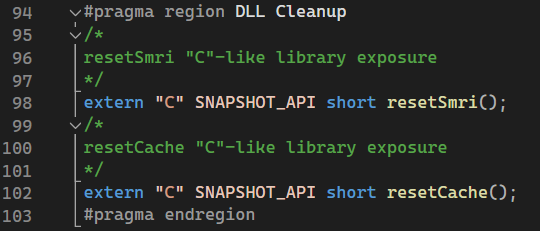 94 #pragma region DLL Cleanup
95 /*
96 resetSmri "C"-like library exposure
97 */
98 extern "C" SNAPSHOT_API short resetSmri();
99 /*
100 resetCache "C"-like library exposure
101 */
102 extern "C" SNAPSHOT_API short resetCache();
103 #pragma endregion